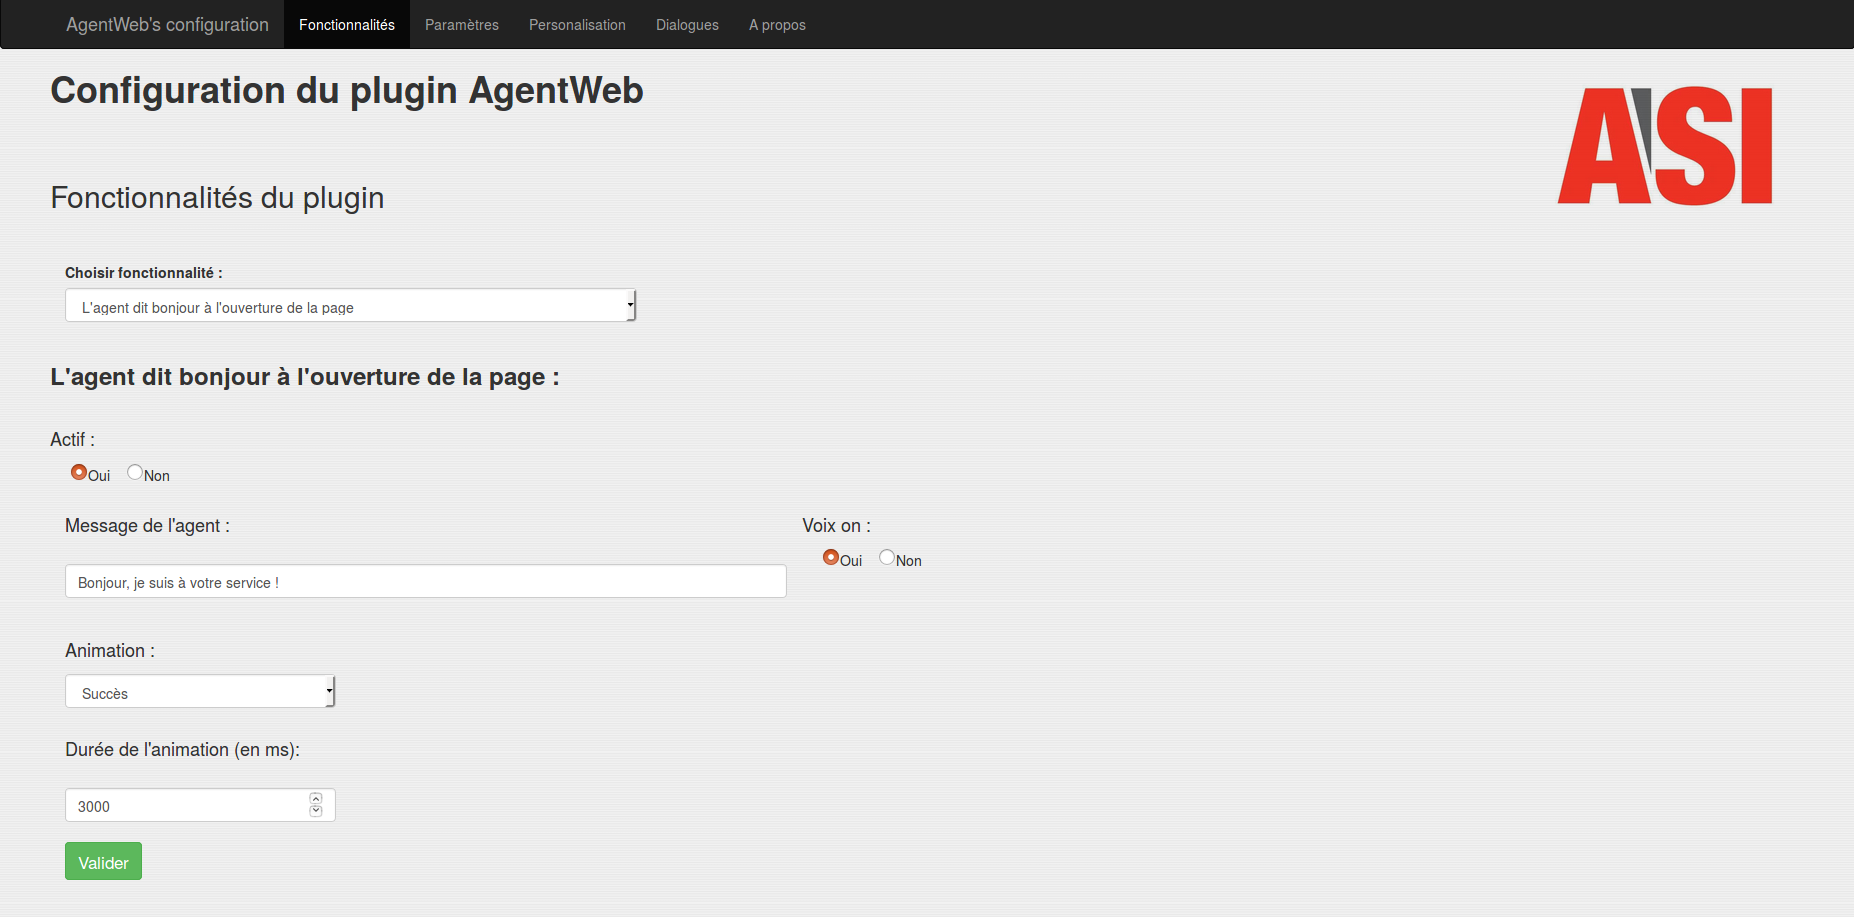 AgentWeb's configuration Fonctionnalités Paramètres Personalisation Dialogues A propos
Configuration du plugin AgentWeb
ASI
Fonctionnalités du plugin
Choisir fonctionnalité :
L'agent dit bonjour à l'ouverture de la page
L'agent dit bonjour à l'ouverture de la page :
Actif :
Oui Non
Message de l'agent :
Bonjour, je suis à votre service !
Voix on :
Oui Non
Animation :
Succès
Durée de l'animation (en ms):
3000
Valider